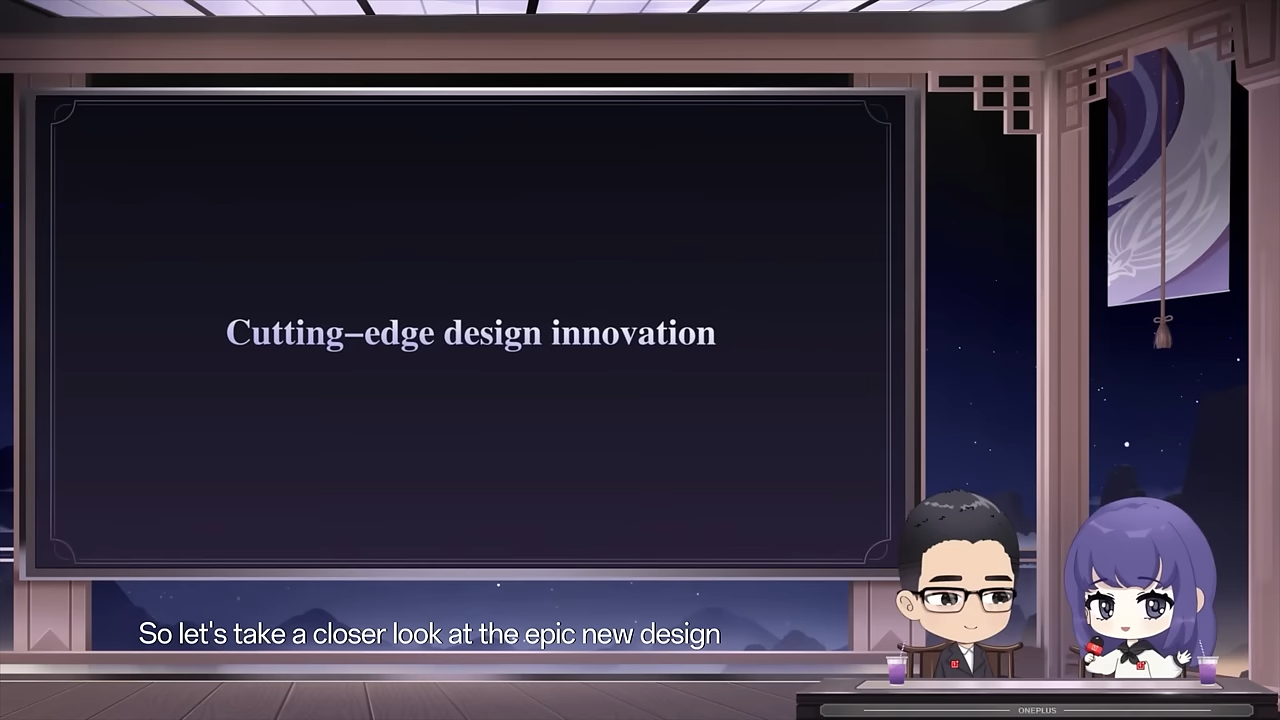 Cutting–edge design innovation
So let's take a closer look at the epic new design
ONEPLUS